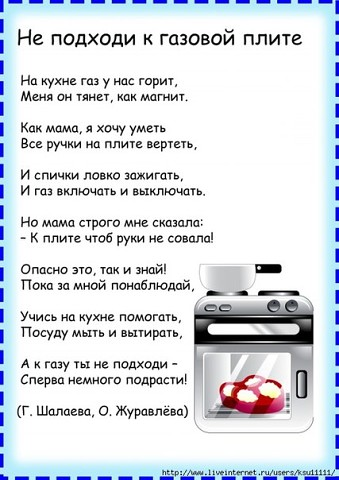 Не подходи к газовой плите
На кухне газ у нас горит,
Меня он тянет, как магнит.
Как мама, я хочу уметь
Все ручки на плите вертеть,
И спички ловко зажигать,
И газ включать и выключать.
Но мама строго мне сказала:
– К плите чтоб руки не совала!
Опасно это, так и знай!
Пока за мной понаблюдай,
Учись на кухне помогать,
Посуду мыть и вытирать,
А к газу ты не подходи –
Сперва немного подрасти!
(Г. Шалаева, О. Журавлёва)
http://www.liveinternet.ru/users/ksu11111/